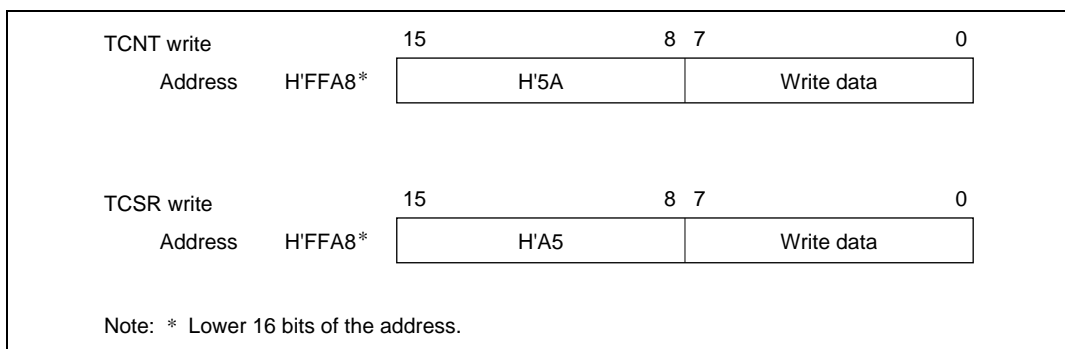 TCNT write 15 8 7 0
Address H'FFA8* H'5A Write data
TCSR write 15 8 7 0
Address H'FFA8* H'A5 Write data
Note: * Lower 16 bits of the address.